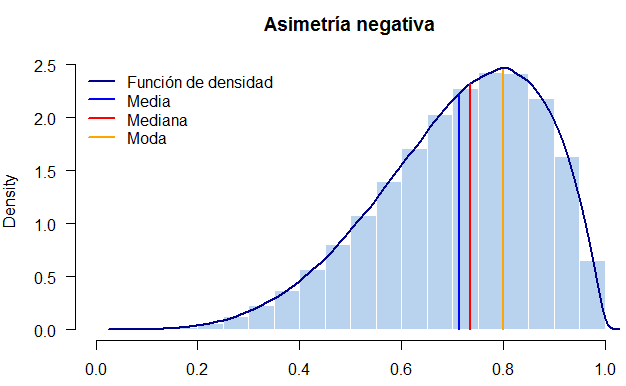 Asimetría negativa
Función de densidad
Media
Mediana
Moda
Density
2.5
2.0
1.5
1.0
0.5
0.0
0.0 0.2 0.4 0.6 0.8 1.0